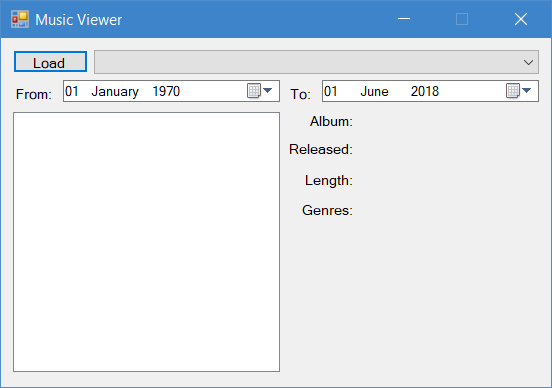 Music Viewer
Load
From: 01 January 1970 To: 01 June 2018
Album:
Released:
Length:
Genres: